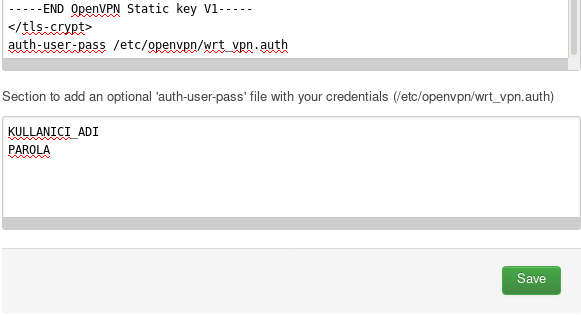 -----END OpenVPN Static key V1-----
</tls-crypt>
auth-user-pass /etc/openvpn/wrt_vpn.auth
Section to add an optional 'auth-user-pass' file with your credentials (/etc/openvpn/wrt_vpn.auth)
KULLANICI_ADI
PAROLA
Save